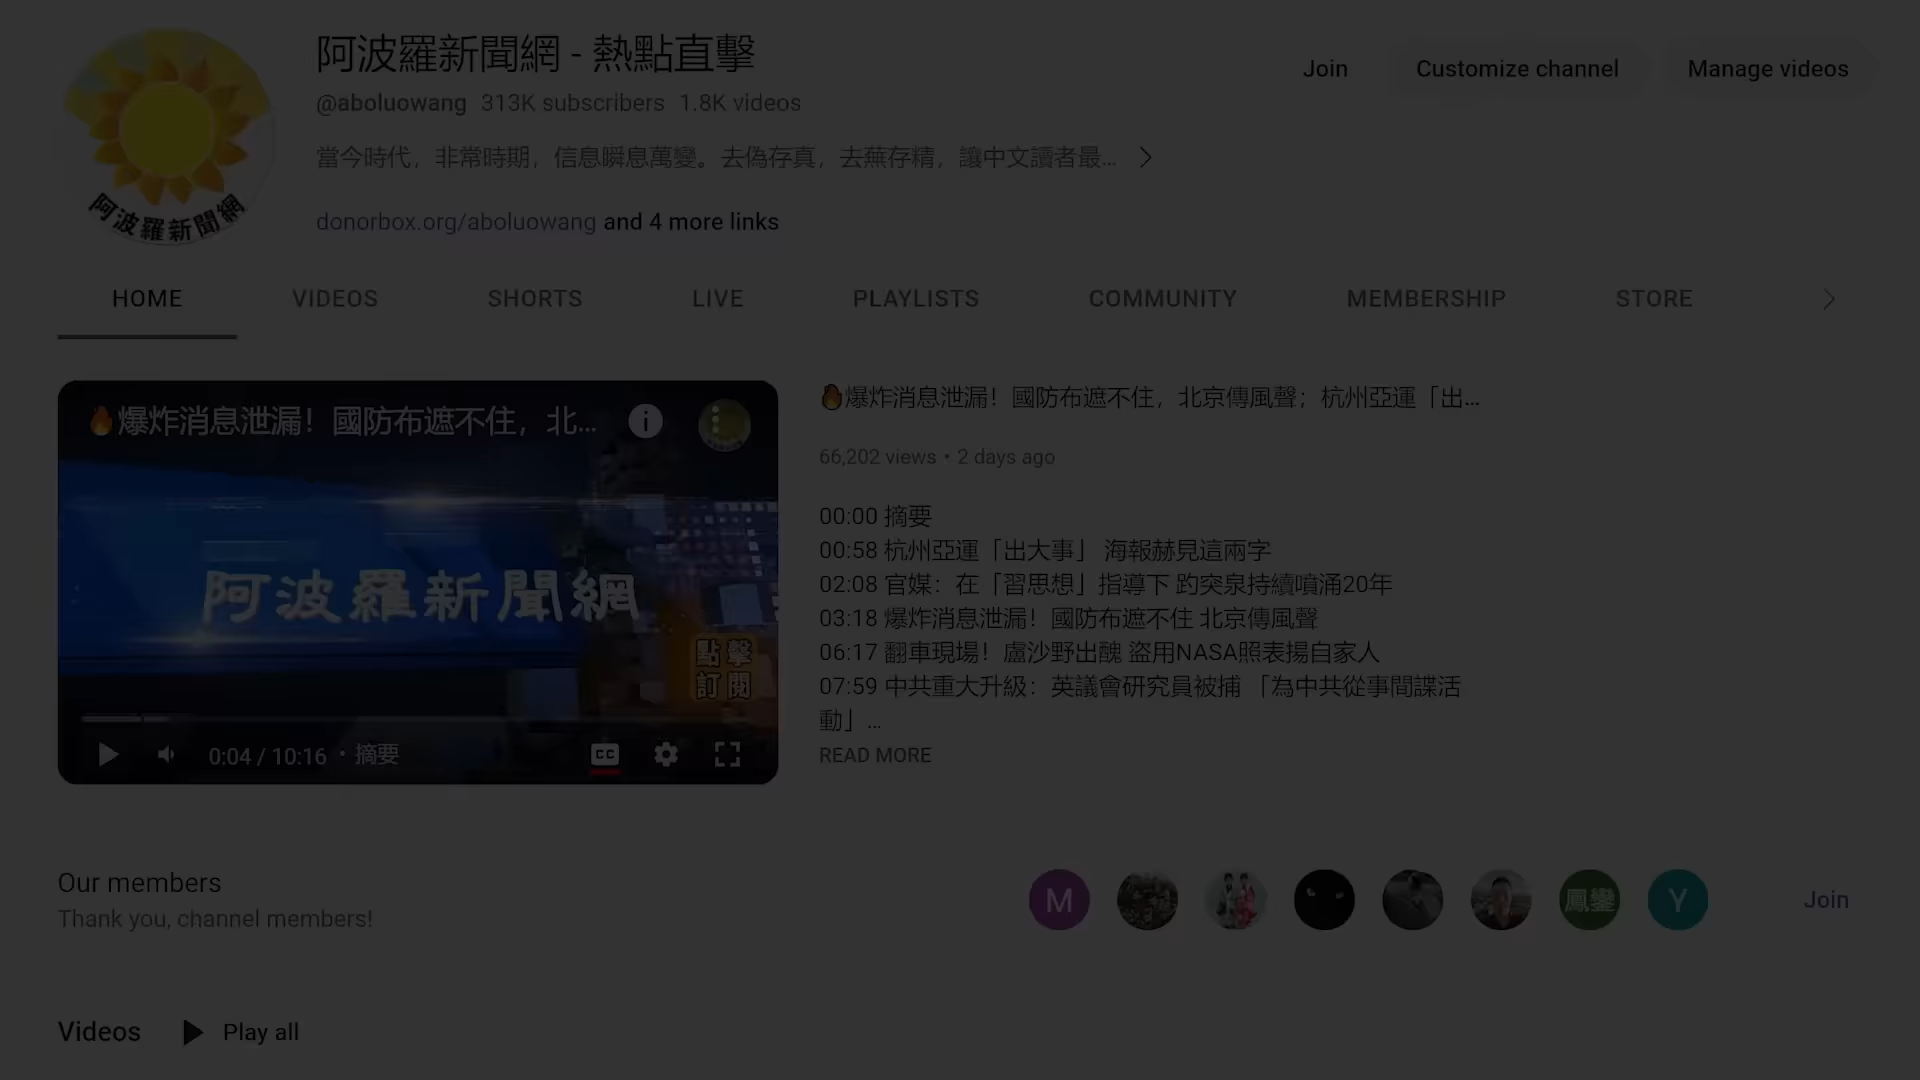 阿波羅新聞網 - 熱點直擊
@aboluowang 313K subscribers 1.8K videos
當今時代，非常時期，信息瞬息萬變。去偽存真，去蕪存精，讓中文讀者最...
donorbox.org/aboluowang and 4 more links
阿波羅新聞網
Join
Customize channel
Manage videos
HOME
VIDEOS
SHORTS
LIVE
PLAYLISTS
COMMUNITY
MEMBERSHIP
STORE
🔥爆炸消息泄漏！國防布遮不住，北...
阿波羅新聞網
點擊
訂閱
0:04 / 10:16 • 摘要
CC
🔥爆炸消息泄漏！國防布遮不住，北京傳風聲；杭州亞運「出...
66,202 views • 2 days ago
00:00 摘要
00:58 杭州亞運「出大事」 海報赫見這兩字
02:08 官媒：在「習思想」指導下 趵突泉持續噴涌20年
03:18 爆炸消息泄漏！國防布遮不住 北京傳風聲
06:17 翻車現場！盧沙野出醜 盜用NASA照表揚自家人
07:59 中共重大升級：英議會研究員被捕 「為中共從事間諜活
動」...
READ MORE
Our members
Thank you, channel members!
M
鳳鑾
Y
Join
Videos
Play all